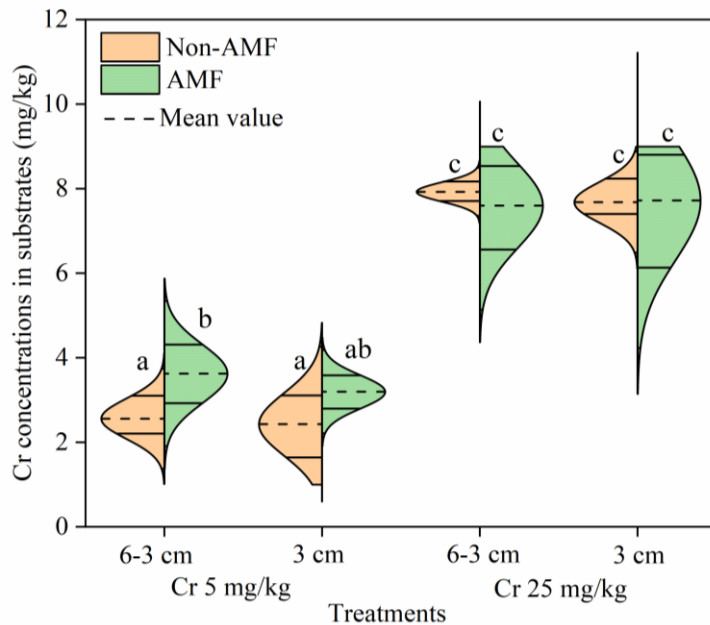 Cr concentrations in substrates (mg/kg)
12
10
8
6
4
2
0
Non-AMF
AMF
Mean value
a
b
a
ab
c
c
c
c
6-3 cm
3 cm
6-3 cm
3 cm
Cr 5 mg/kg
Cr 25 mg/kg
Treatments